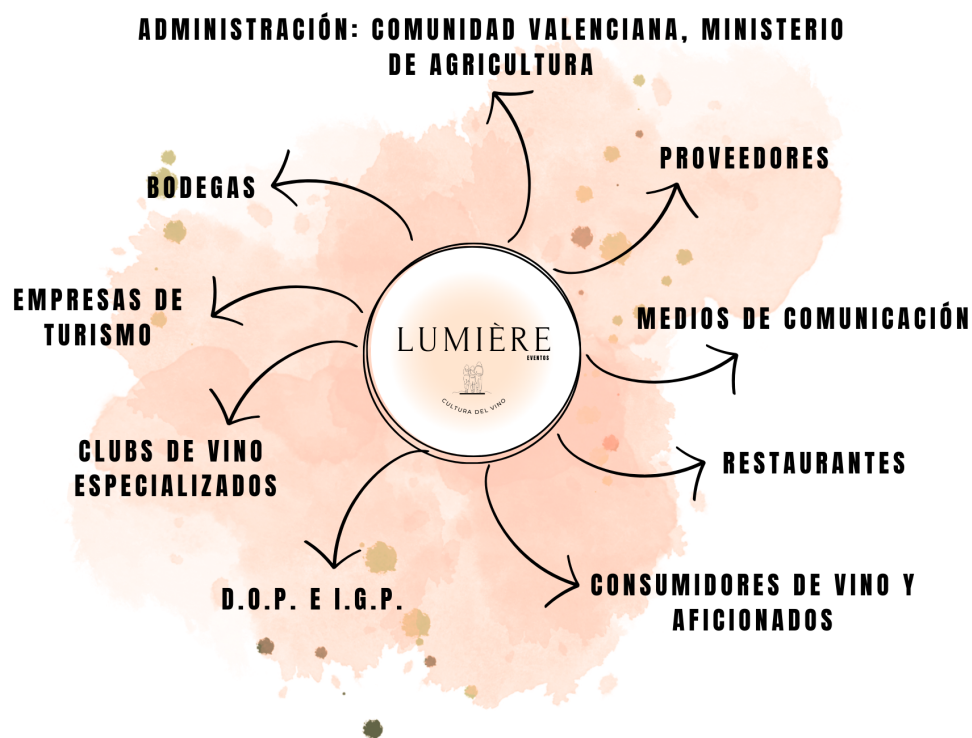 ADMINISTRACIÓN: COMUNIDAD VALENCIANA, MINISTERIO
DE AGRICULTURA
PROVEEDORES
BODEGAS
EMPRESAS DE
TURISMO
MEDIOS DE COMUNICACIÓN
LUMIÈRE
EVENTOS
CULTURA DEL VINO
CLUBS DE VINO
ESPECIALIZADOS
RESTAURANTES
D.O.P. E I.G.P.
CONSUMIDORES DE VINO Y
AFICIONADOS